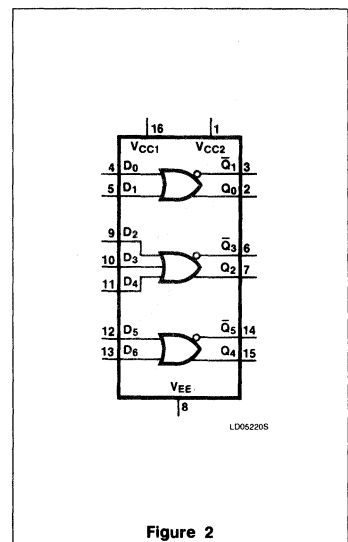 16 1
VCC1 VCC2
4 D0 Q̅1 3
5 D1 Q0 2
9 D2
10 D3 Q̅3 6
11 D4 Q2 7
12 D5 Q̅5 14
13 D6 Q4 15
VEE
8
LD05220S
Figure 2